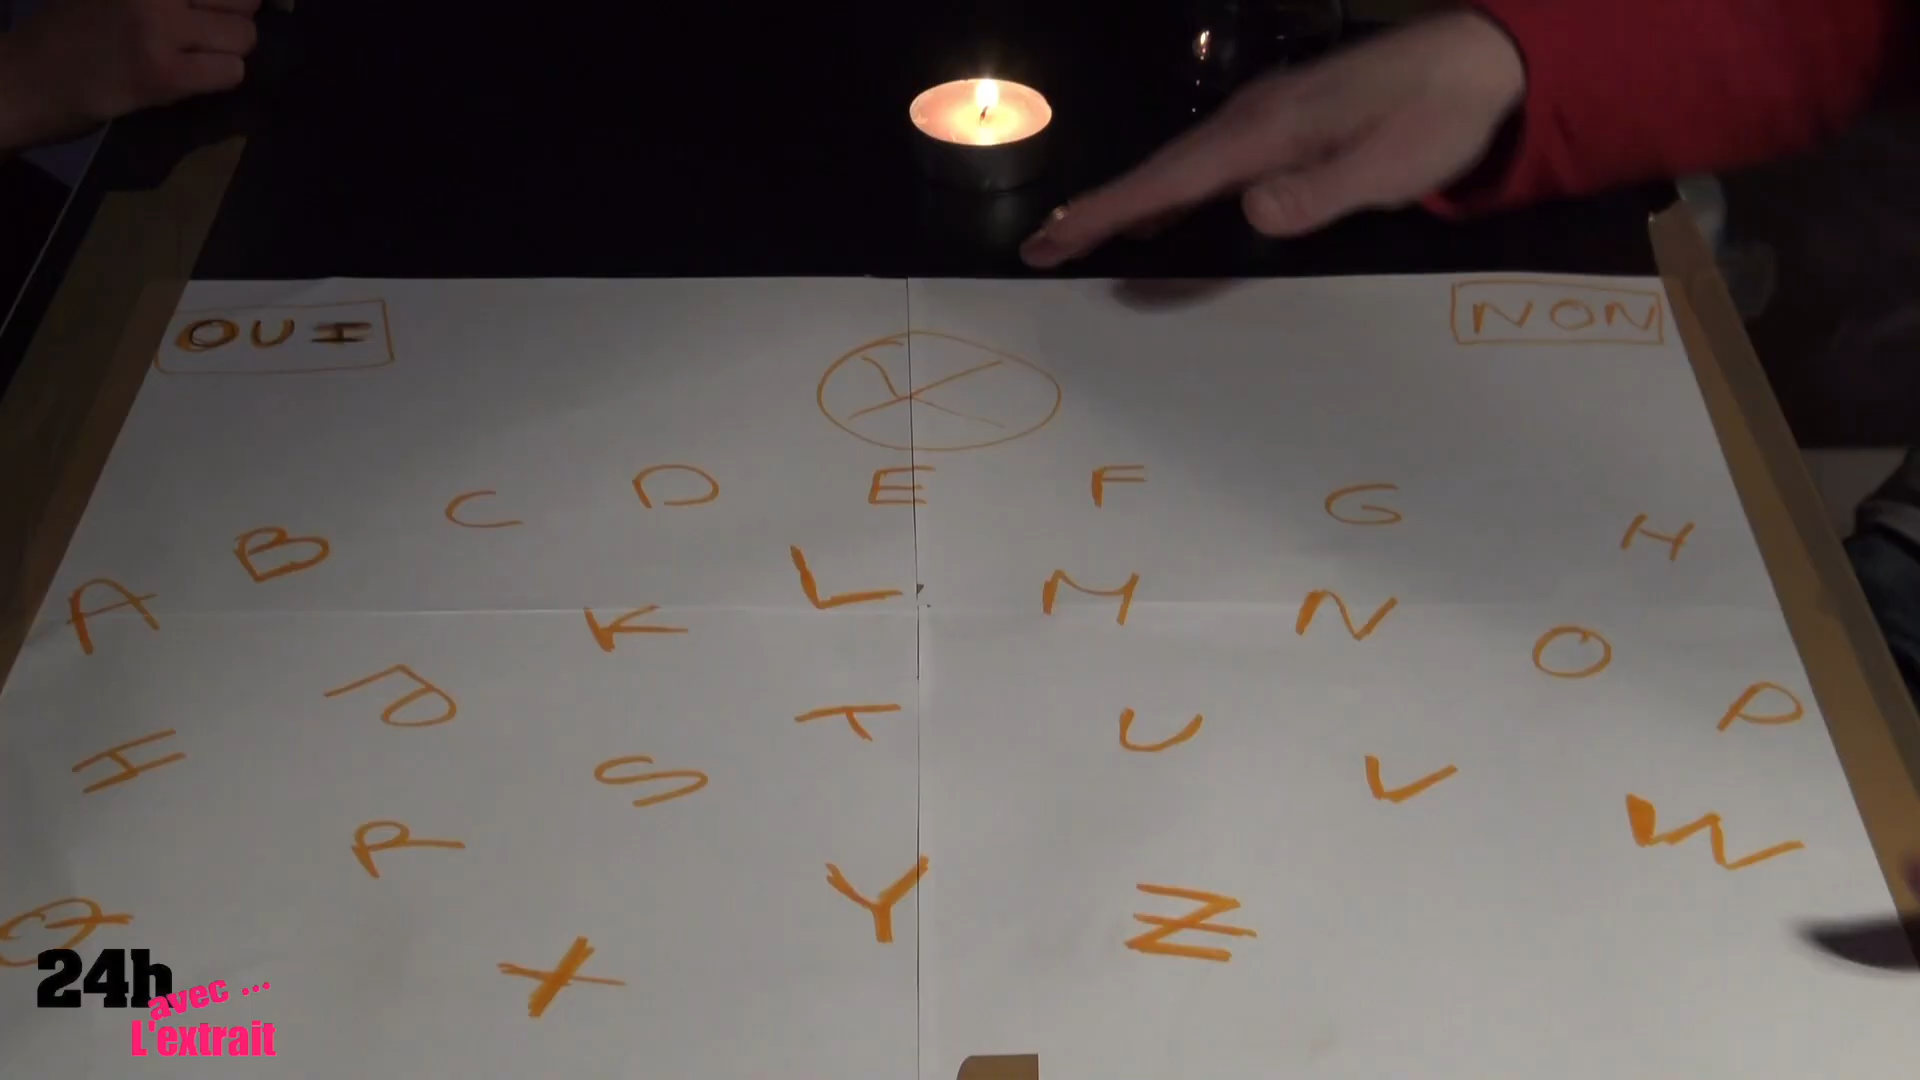 OUI NON
A B C D E F G H
I J K L M N O P
Q R S T U V W
X Y Z
24h
avec ...
L'extrait